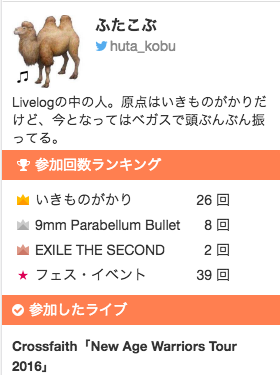 ふたこぶ
huta_kobu
Livelogの中の人。原点はいきものがかりだ
けど、今となってはベガスで頭ぶんぶん振
ってる。
参加回数ランキング
いきものがかり 26 回
9mm Parabellum Bullet 8 回
EXILE THE SECOND 2 回
フェス・イベント 39 回
参加したライブ
Crossfaith「New Age Warriors Tour
2016」